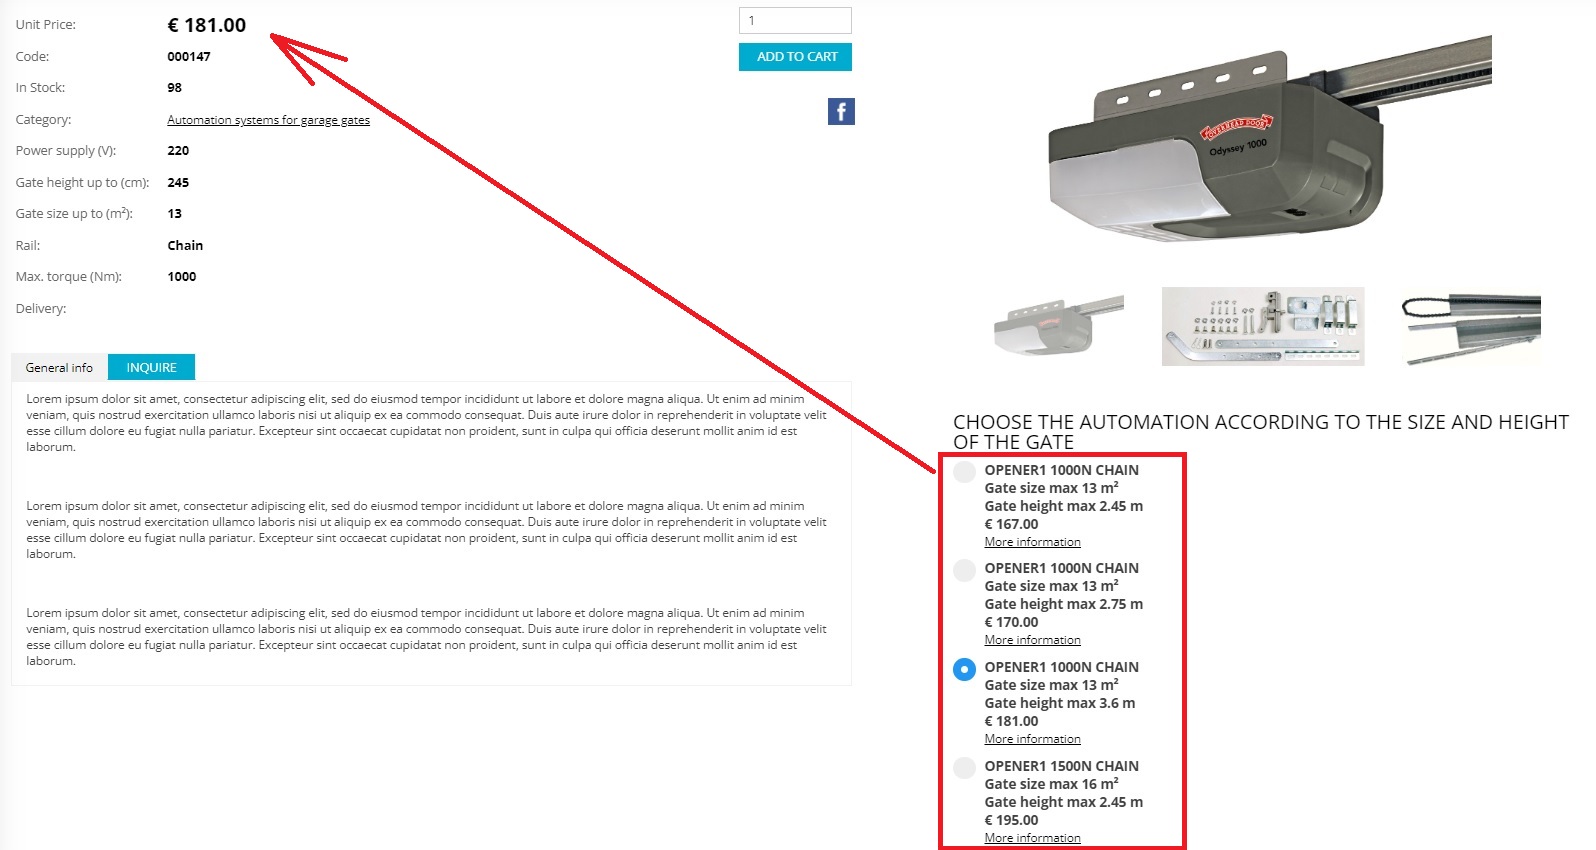 Unit Price: € 181.00
Code: 000147
In Stock: 98
Category: Automation systems for garage gates
Power supply (V): 220
Gate height up to (cm): 245
Gate size up to (m²): 13
Rail: Chain
Max. torque (Nm): 1000
Delivery:
1
ADD TO CART
f
OVERHEAD DOOR
Odyssey 1000
General info
INQUIRE
Lorem ipsum dolor sit amet, consectetur adipiscing elit, sed do eiusmod tempor incididunt ut labore et dolore magna aliqua. Ut enim ad minim
veniam, quis nostrud exercitation ullamco laboris nisi ut aliquip ex ea commodo consequat. Duis aute irure dolor in reprehenderit in voluptate velit
esse cillum dolore eu fugiat nulla pariatur. Excepteur sint occaecat cupidatat non proident, sunt in culpa qui officia deserunt mollit anim id est
laborum.
Lorem ipsum dolor sit amet, consectetur adipiscing elit, sed do eiusmod tempor incididunt ut labore et dolore magna aliqua. Ut enim ad minim
veniam, quis nostrud exercitation ullamco laboris nisi ut aliquip ex ea commodo consequat. Duis aute irure dolor in reprehenderit in voluptate velit
esse cillum dolore eu fugiat nulla pariatur. Excepteur sint occaecat cupidatat non proident, sunt in culpa qui officia deserunt mollit anim id est
laborum.
Lorem ipsum dolor sit amet, consectetur adipiscing elit, sed do eiusmod tempor incididunt ut labore et dolore magna aliqua. Ut enim ad minim
veniam, quis nostrud exercitation ullamco laboris nisi ut aliquip ex ea commodo consequat. Duis aute irure dolor in reprehenderit in voluptate velit
esse cillum dolore eu fugiat nulla pariatur. Excepteur sint occaecat cupidatat non proident, sunt in culpa qui officia deserunt mollit anim id est
laborum.
CHOOSE THE AUTOMATION ACCORDING TO THE SIZE AND HEIGHT
OF THE GATE
OPENER1 1000N CHAIN
Gate size max 13 m²
Gate height max 2.45 m
€ 167.00
More information
OPENER1 1000N CHAIN
Gate size max 13 m²
Gate height max 2.75 m
€ 170.00
More information
OPENER1 1000N CHAIN
Gate size max 13 m²
Gate height max 3.6 m
€ 181.00
More information
OPENER1 1500N CHAIN
Gate size max 16 m²
Gate height max 2.45 m
€ 195.00
More information